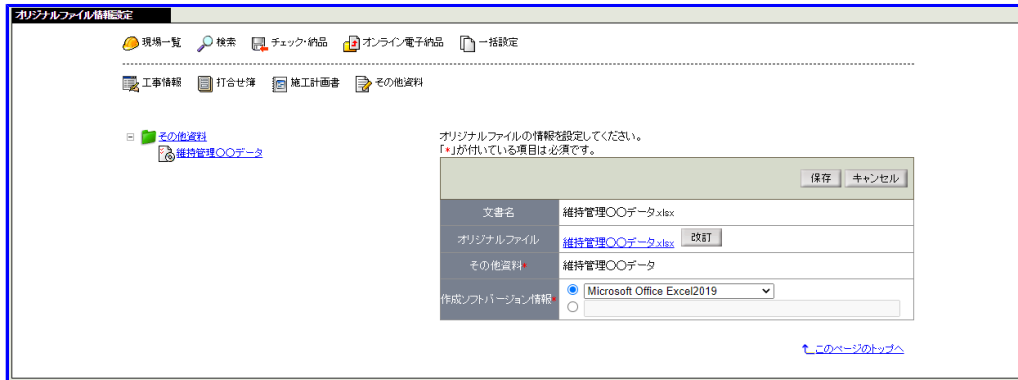 オリジナルファイル情報設定
現場一覧 検索 チェック・納品 オンライン電子納品 一括設定
工事情報 打合せ簿 施工計画書 その他資料
その他資料
維持管理〇〇データ
オリジナルファイルの情報を設定してください。
「*」が付いている項目は必須です。
保存 キャンセル
文書名 維持管理〇〇データ.xlsx
オリジナルファイル 維持管理〇〇データ.xlsx 改訂
その他資料* 維持管理〇〇データ
作成ソフトバージョン情報* Microsoft Office Excel2019
このページのトップへ